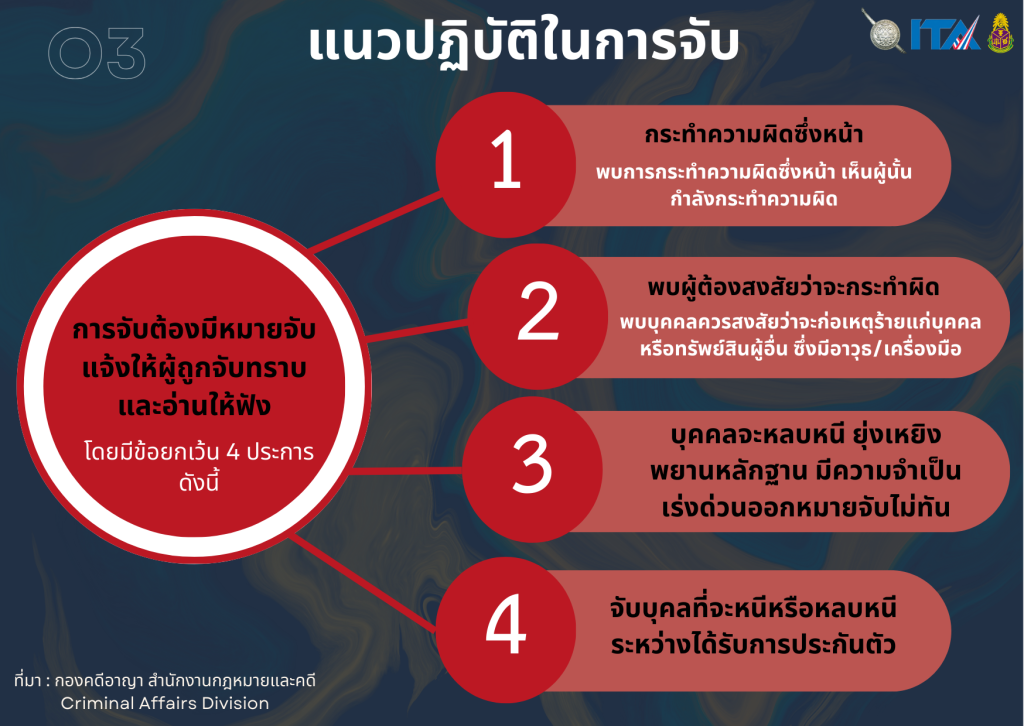 03
แนวปฏิบัติในการจับ
ITA
การจับต้องมีหมายจับ
แจ้งให้ผู้ถูกจับทราบ
และอ่านให้ฟัง
โดยมีข้อยกเว้น 4 ประการ
ดังนี้
1
กระทำความผิดซึ่งหน้า
พบการกระทำความผิดซึ่งหน้า เห็นผู้นั้น
กำลังกระทำความผิด
2
พบผู้ต้องสงสัยว่าจะกระทำผิด
พบบุคคลควรสงสัยว่าจะก่อเหตุร้ายแก่บุคคล
หรือทรัพย์สินผู้อื่น ซึ่งมีอาวุธ/เครื่องมือ
3
บุคคลจะหลบหนี ยุ่งเหยิง
พยานหลักฐาน มีความจำเป็น
เร่งด่วนออกหมายจับไม่ทัน
4
จับบุคลที่จะหนีหรือหลบหนี
ระหว่างได้รับการประกันตัว
ที่มา : กองคดีอาญา สำนักงานกฎหมายและคดี
Criminal Affairs Division